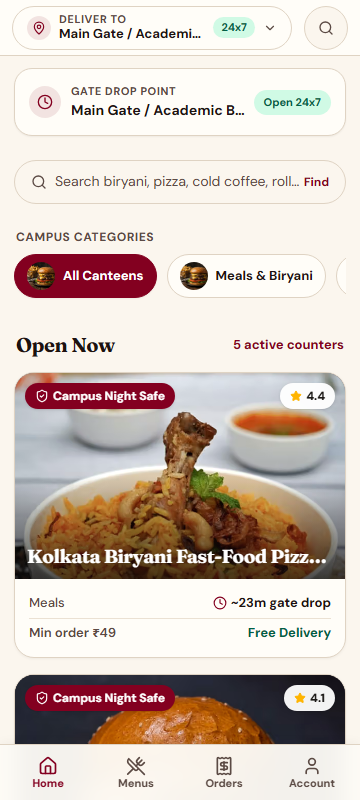 DELIVER TO
Main Gate / Academi...
24x7
GATE DROP POINT
Main Gate / Academic B...
Open 24x7
Search biryani, pizza, cold coffee, roll...
Find
CAMPUS CATEGORIES
All Canteens
Meals & Biryani
Open Now
5 active counters
Campus Night Safe
4.4
Kolkata Biryani Fast-Food Pizz...
Meals
~23m gate drop
Min order ₹49
Free Delivery
Campus Night Safe
4.1
Home
Menus
Orders
Account